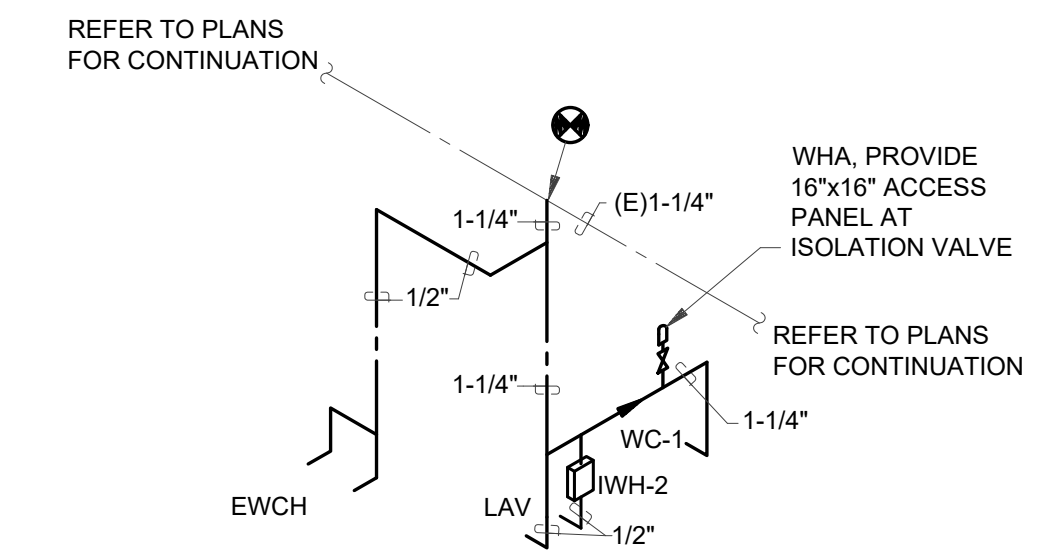 REFER TO PLANS
FOR CONTINUATION
WHA, PROVIDE
16"x16" ACCESS
PANEL AT
ISOLATION VALVE
(E)1-1/4"
1-1/4"
1/2"
REFER TO PLANS
FOR CONTINUATION
1-1/4"
1-1/4"
WC-1
IWH-2
EWCH
LAV
1/2"